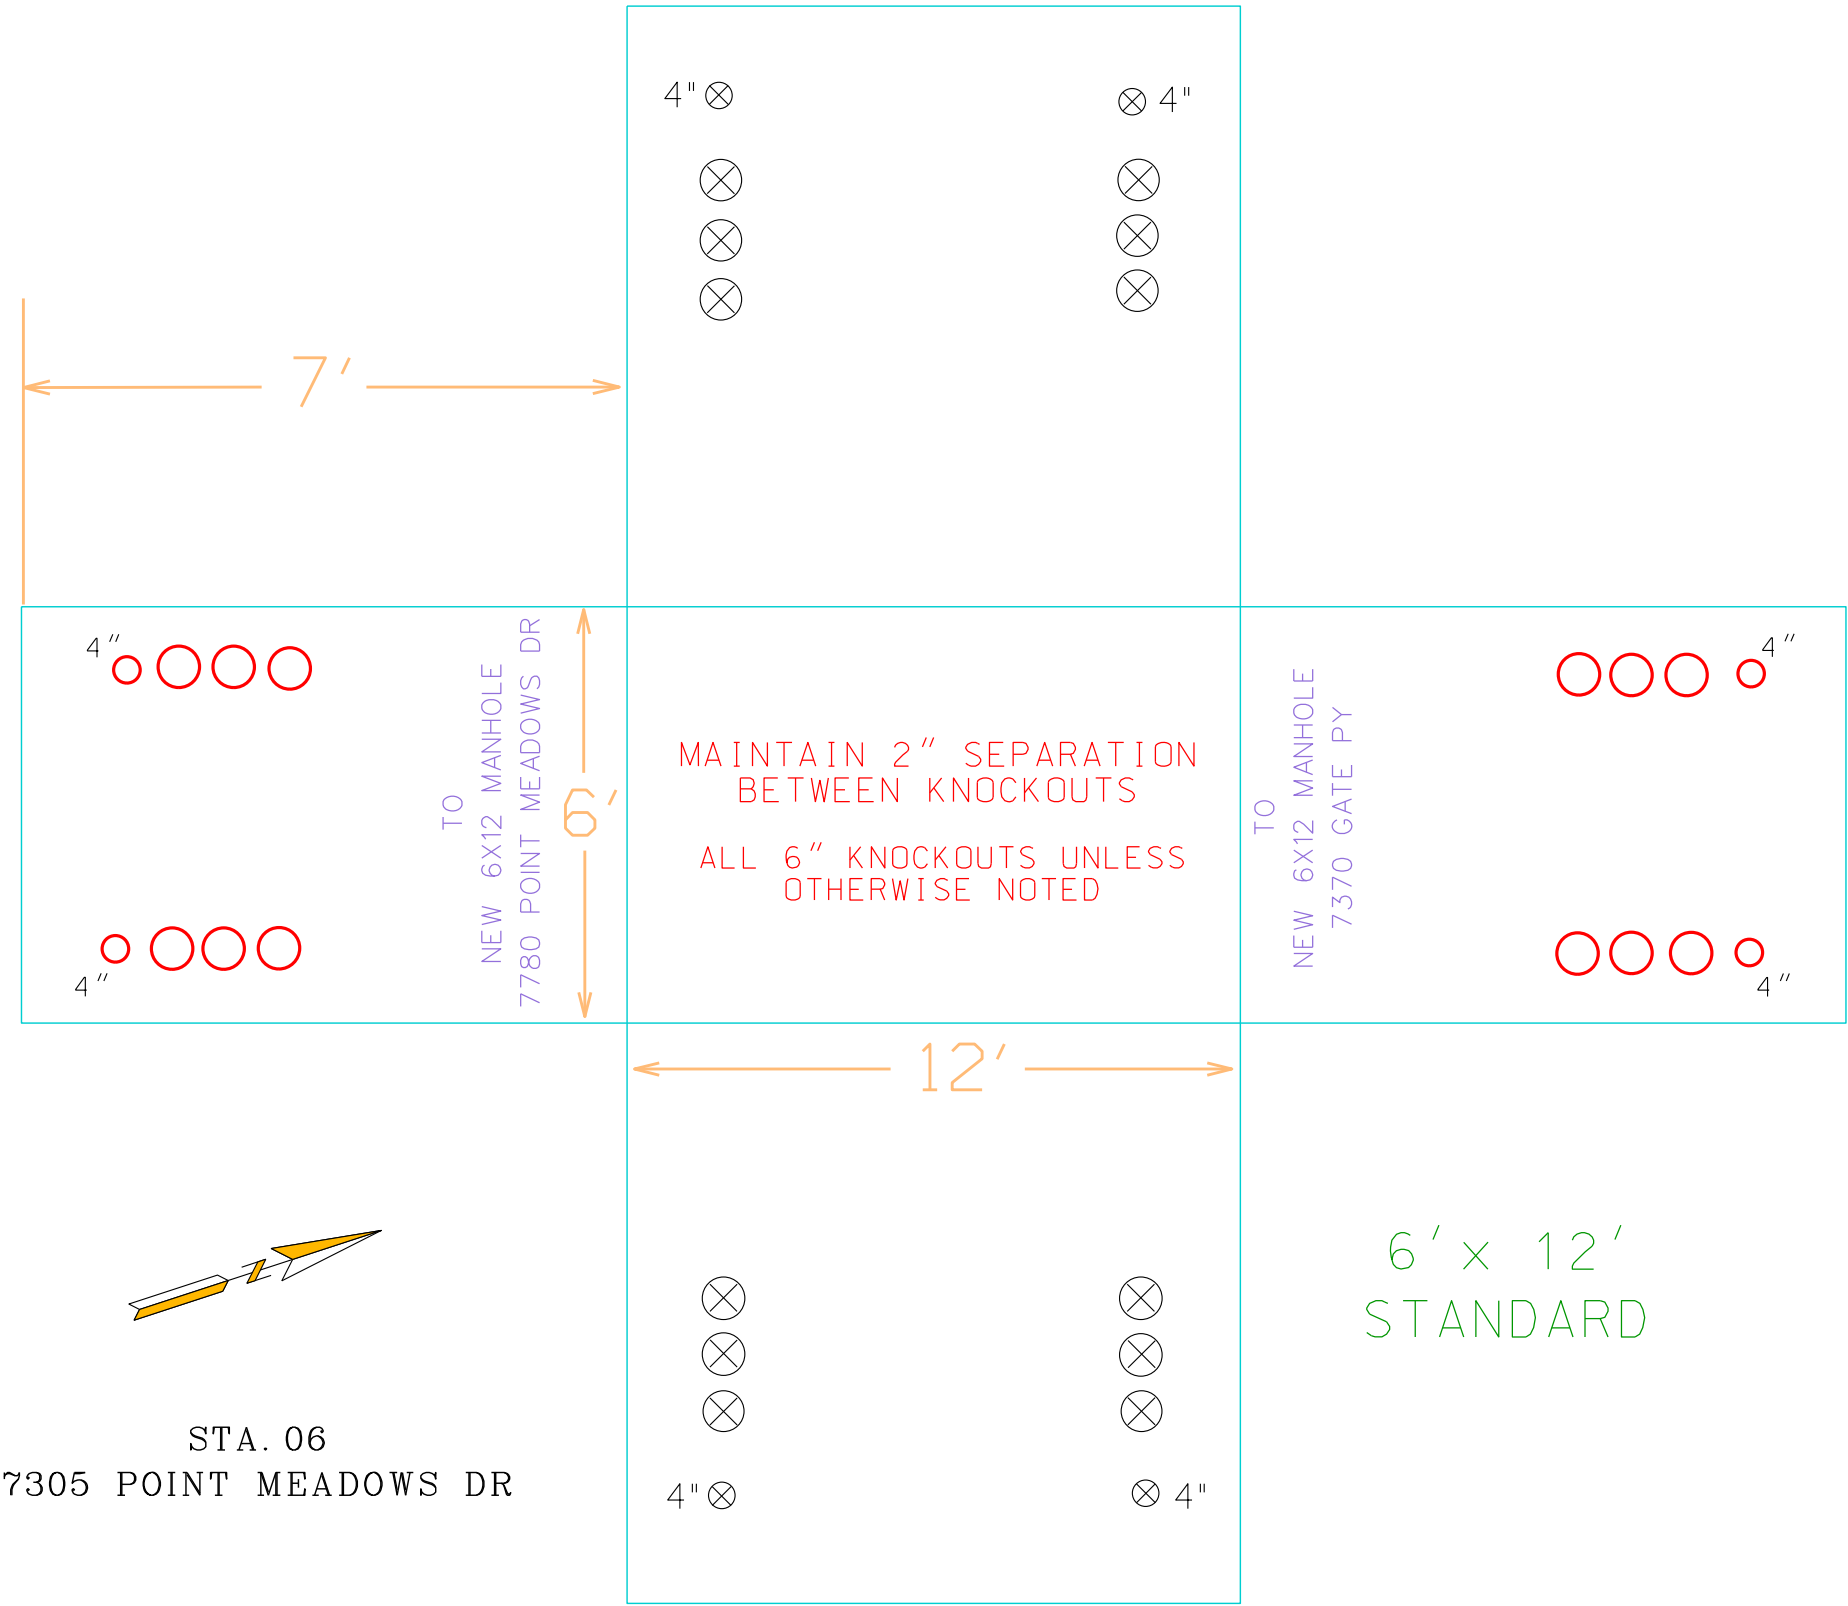 4"
4"
7'
4"
4"
TO
NEW 6X12 MANHOLE
7780 POINT MEADOWS DR
6'
MAINTAIN 2" SEPARATION
BETWEEN KNOCKOUTS
ALL 6" KNOCKOUTS UNLESS
OTHERWISE NOTED
TO
NEW 6X12 MANHOLE
7370 GATE PY
4"
4"
12'
6'x 12'
STANDARD
STA.06
7305 POINT MEADOWS DR
4"
4"